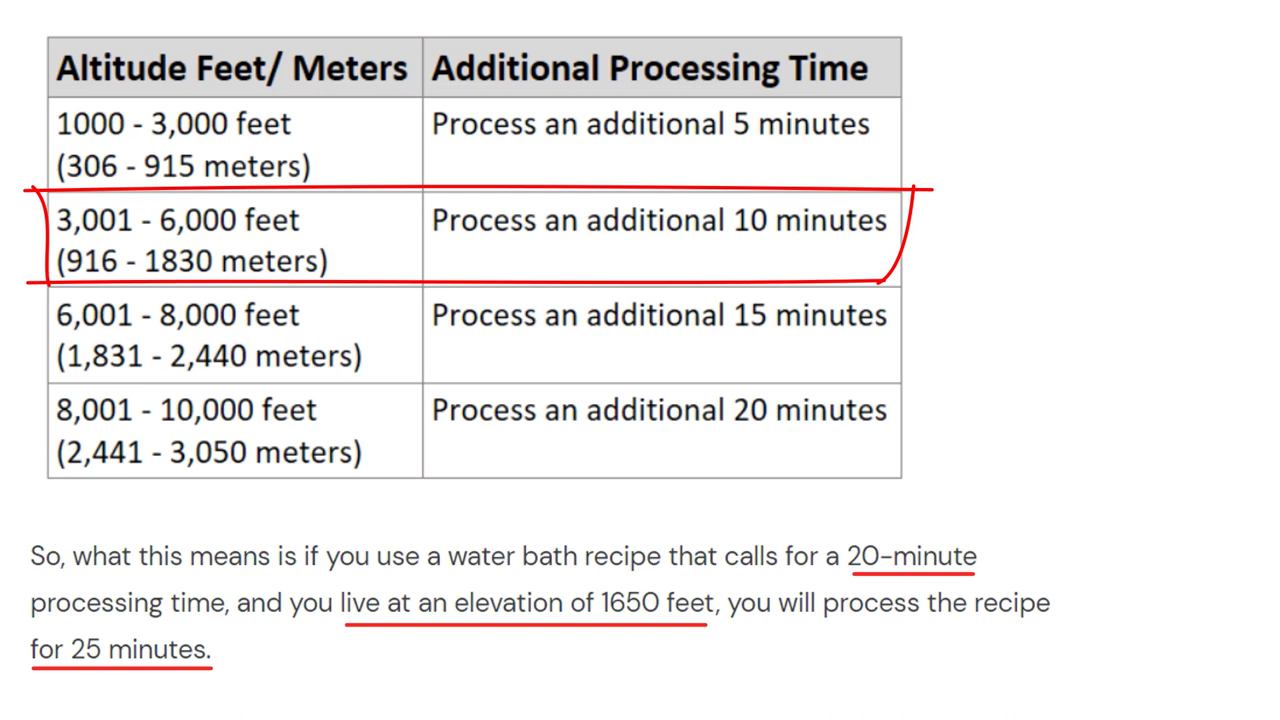 Altitude Feet/ Meters Additional Processing Time
1000 - 3,000 feet Process an additional 5 minutes
(306 - 915 meters)
3,001 - 6,000 feet Process an additional 10 minutes
(916 - 1830 meters)
6,001 - 8,000 feet Process an additional 15 minutes
(1,831 - 2,440 meters)
8,001 - 10,000 feet Process an additional 20 minutes
(2,441 - 3,050 meters)
So, what this means is if you use a water bath recipe that calls for a 20-minute
processing time, and you live at an elevation of 1650 feet, you will process the recipe
for 25 minutes.